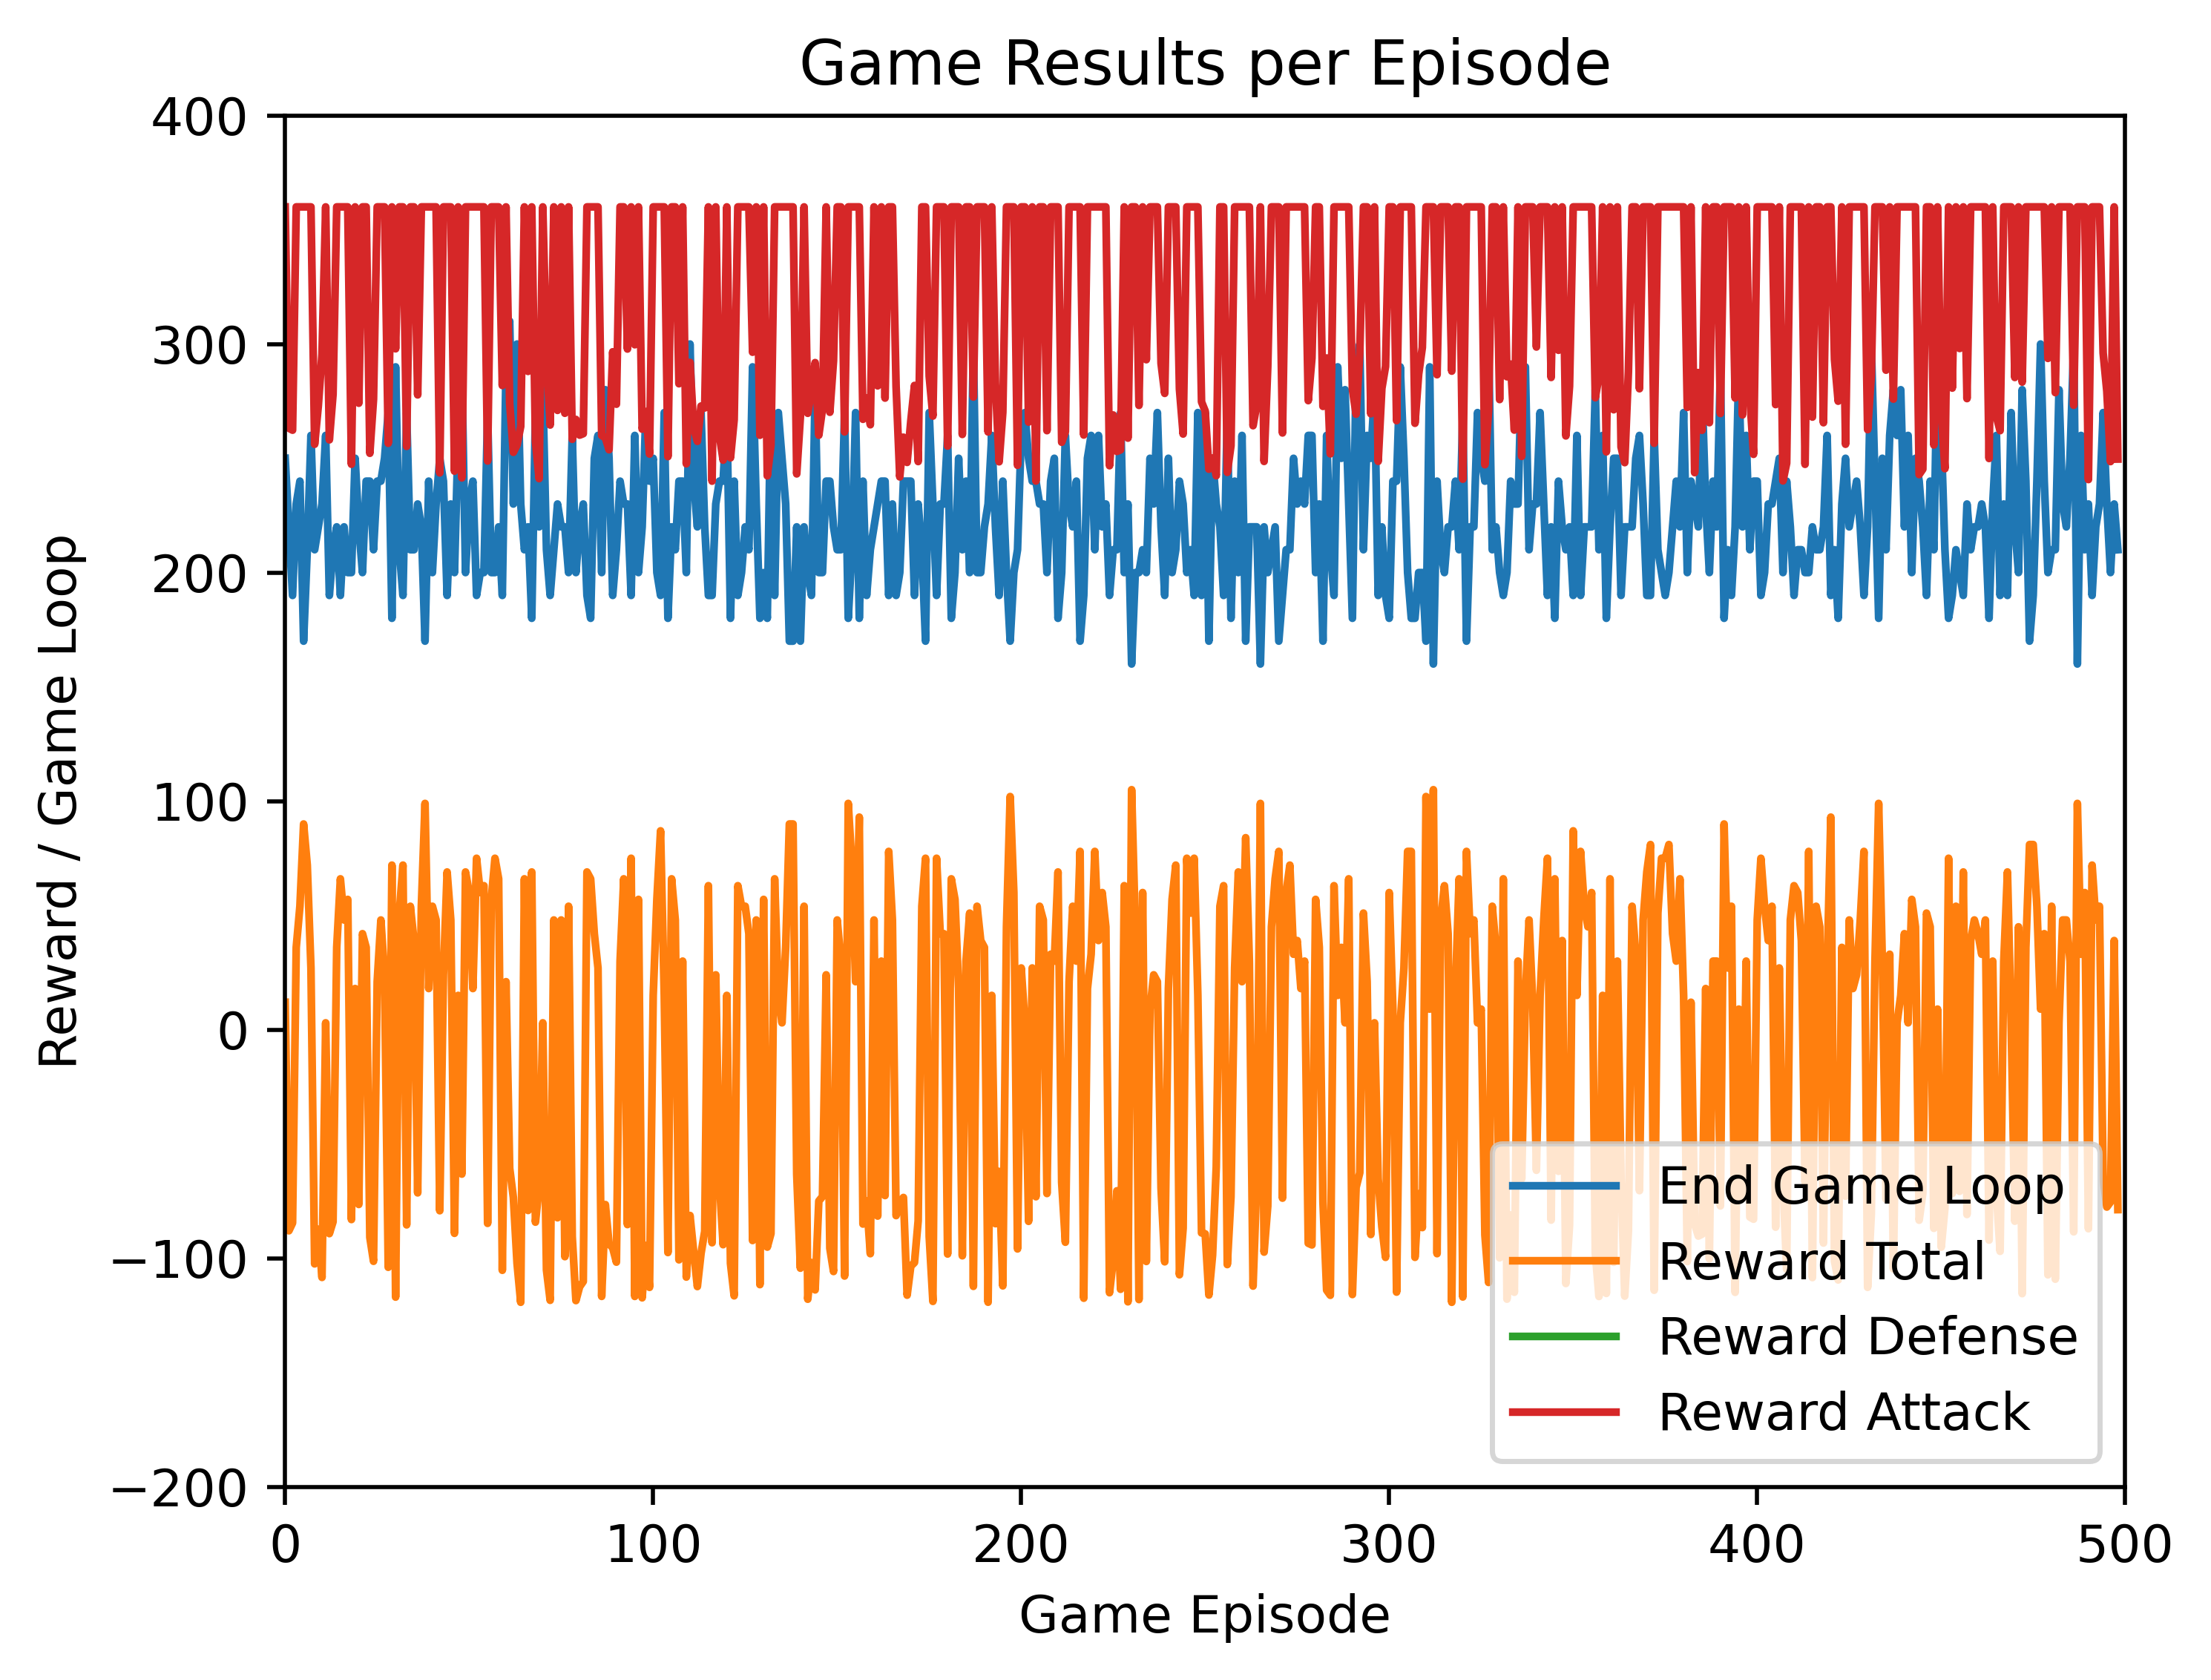 Game Results per Episode
400
300
200
100
0
−100
−200
Reward / Game Loop
End Game Loop
Reward Total
Reward Defense
Reward Attack
0 100 200 300 400 500
Game Episode